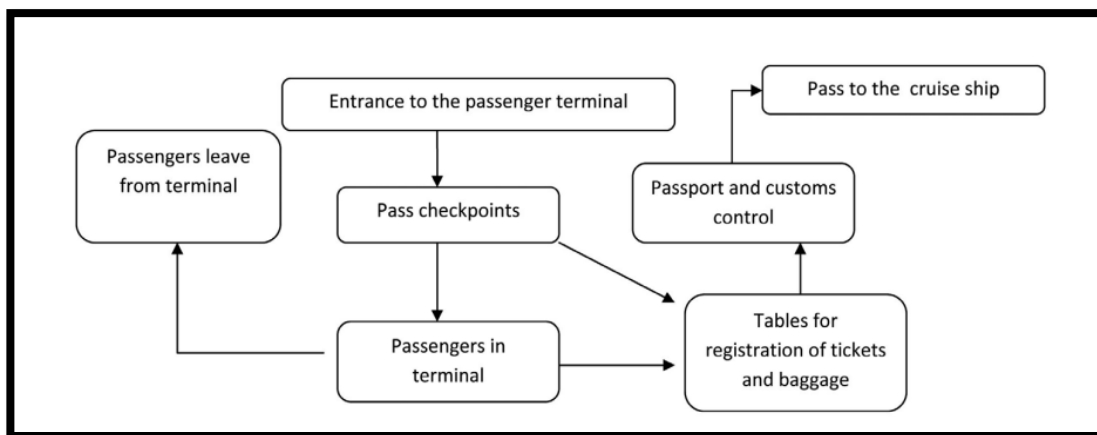 Entrance to the passenger terminal
Pass to the cruise ship
Passengers leave
from terminal
Pass checkpoints
Passport and customs
control
Passengers in
terminal
Tables for
registration of tickets
and baggage